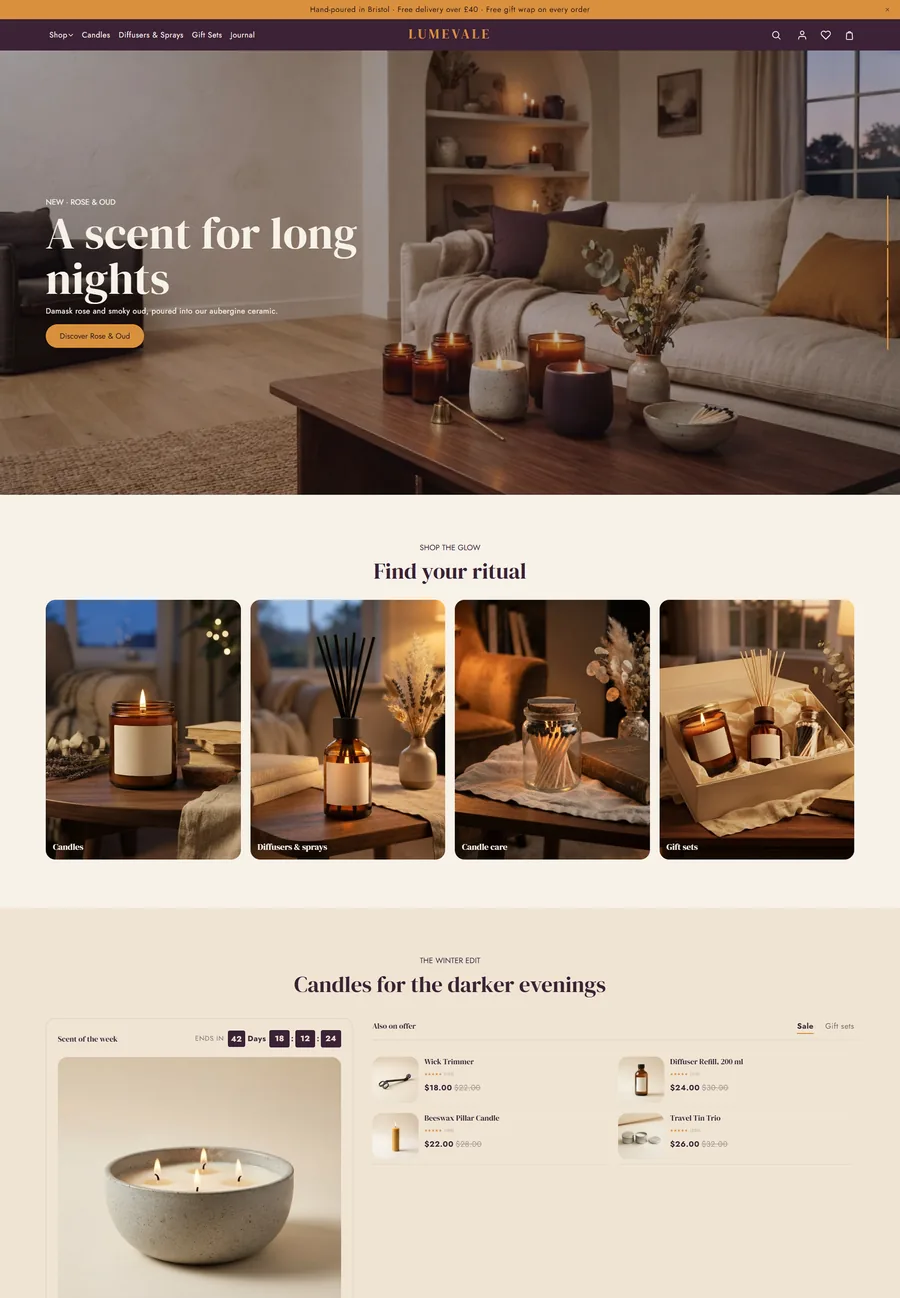 Hand-poured in Bristol · Free delivery over £40 · Free gift wrap on every order
Shop Candles Diffusers & Sprays Gift Sets Journal
LUMEVALE
NEW · ROSE & OUD
A scent for long
nights
Damask rose and smoky oud, poured into our aubergine ceramic.
Discover Rose & Oud
SHOP THE GLOW
Find your ritual
Candles
Diffusers & sprays
Candle care
Gift sets
THE WINTER EDIT
Candles for the darker evenings
Scent of the week
ENDS IN 42 Days 18 : 12 : 24
Also on offer
Sale Gift sets
Wick Trimmer
$18.00 $22.00
Diffuser Refill, 200 ml
$24.00 $30.00
Beeswax Pillar Candle
$22.00 $28.00
Travel Tin Trio
$26.00 $32.00